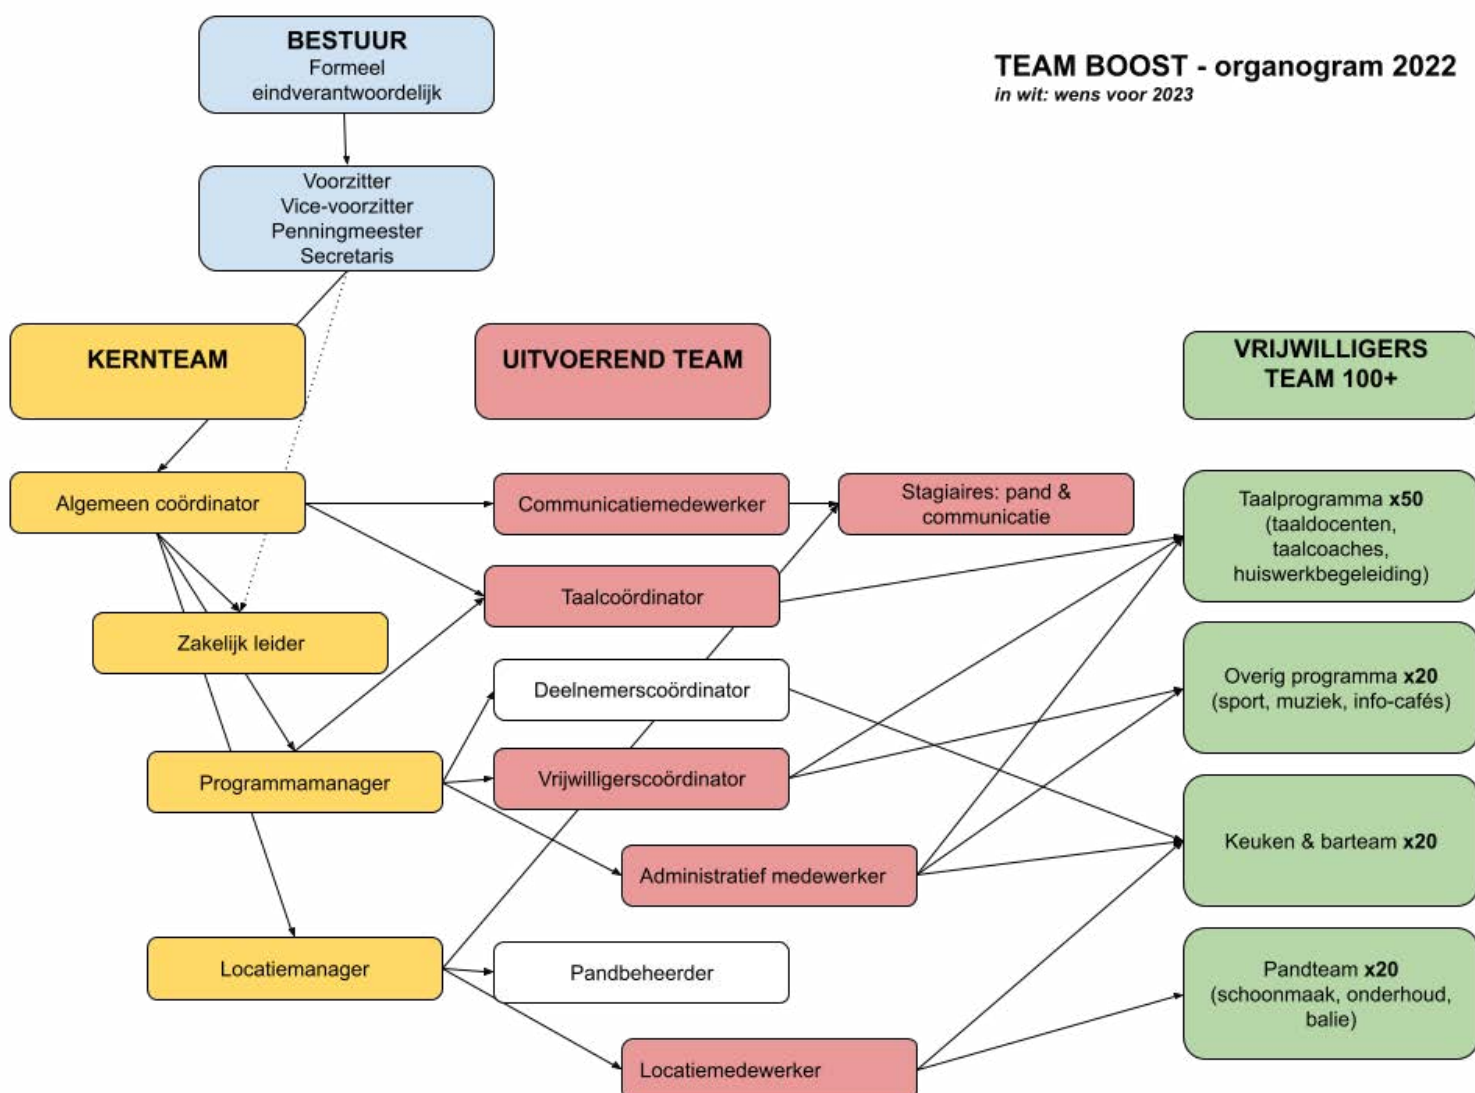 BESTUUR
Formeel
eindverantwoordelijk
TEAM BOOST - organogram 2022
in wit: wens voor 2023
Voorzitter
Vice-voorzitter
Penningmeester
Secretaris
KERNTEAM
UITVOEREND TEAM
VRIJWILLIGERS
TEAM 100+
Algemeen coördinator
Communicatiemedewerker
Stagiaires: pand &
communicatie
Taalprogramma x50
(taaldocenten,
taalcoaches,
huiswerkbegeleiding)
Taalcoördinator
Zakelijk leider
Deelnemerscoördinator
Overig programma x20
(sport, muziek, info-cafés)
Programmamanager
Vrijwilligerscoördinator
Keuken & barteam x20
Administratief medewerker
Locatiemanager
Pandbeheerder
Pandteam x20
(schoonmaak, onderhoud,
balie)
Locatiemedewerker